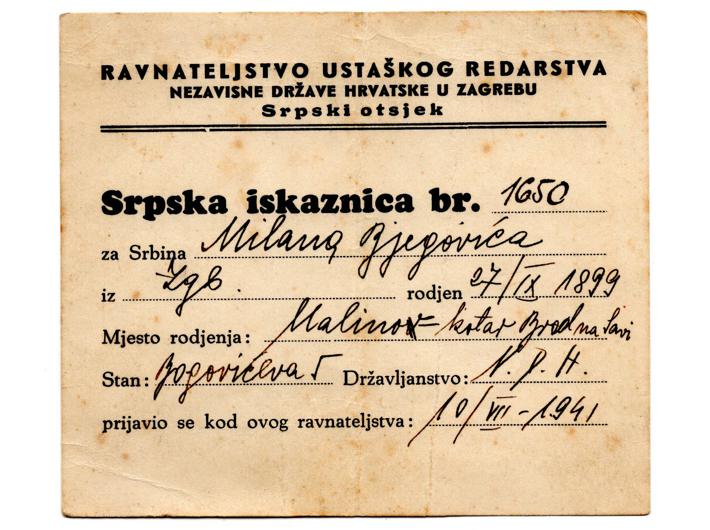 RAVNATELJSTVO USTAŠKOG REDARSTVA
NEZAVISNE DRŽAVE HRVATSKE U ZAGREBU
Srpski otsjek
Srpska iskaznica br. 1650
za Srbina Milana Bjegovića
iz Zgb. rodjen 27/IX 1899
Mjesto rodjenja: Malino kotar Brod na Savi
Stan: Bogovićeva 5 Državljanstvo: N. D. H.
prijavio se kod ovog ravnateljstva: 10/VII-1941